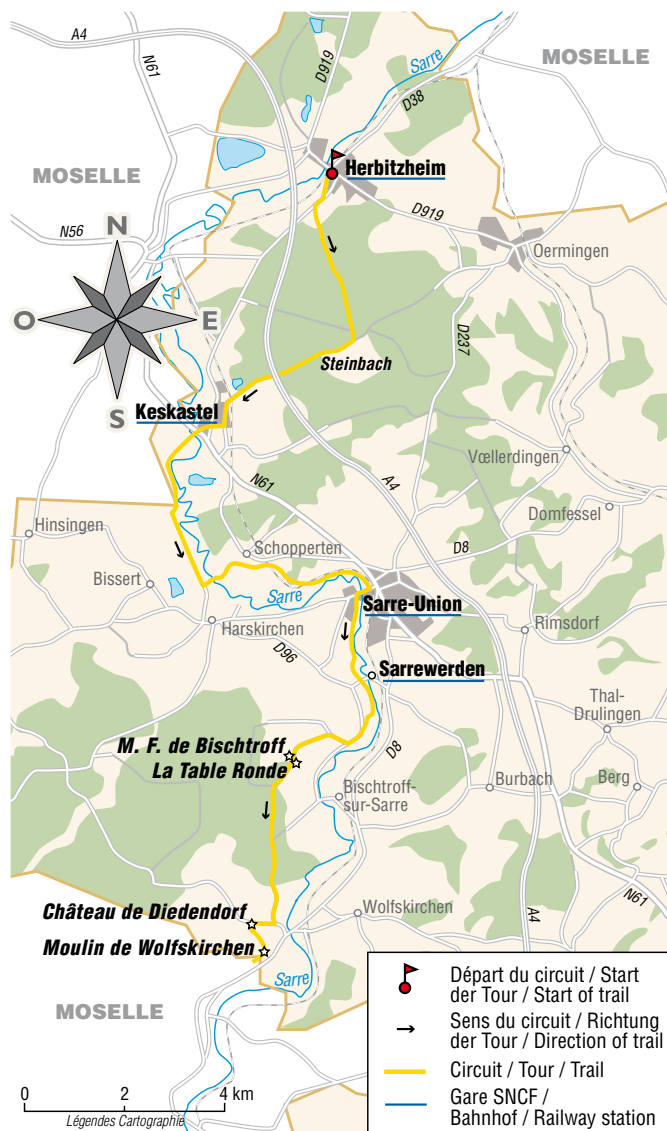 A4
N61
D919
Sarre
D38
MOSELLE
MOSELLE
Herbitzheim
N56
N
D919
Oermingen
O
E
D237
Steinbach
S
Keskastel
Vœllerdingen
N61
A4
Domfessel
Hinsingen
Schopperten
D8
Bissert
Sarre
Sarre-Union
Harskirchen
Rimsdorf
D96
Sarrewerden
Thal-
Drulingen
M. F. de Bischtroff
D8
La Table Ronde
Bischtroff-
sur-Sarre
Burbach
Berg
N61
Château de Diedendorf
Wolfskirchen
A4
Moulin de Wolfskirchen
Sarre
MOSELLE
Départ du circuit / Start
der Tour / Start of trail
Sens du circuit / Richtung
der Tour / Direction of trail
Circuit / Tour / Trail
Gare SNCF /
Bahnhof / Railway station
0 2 4 km
Légendes Cartographie